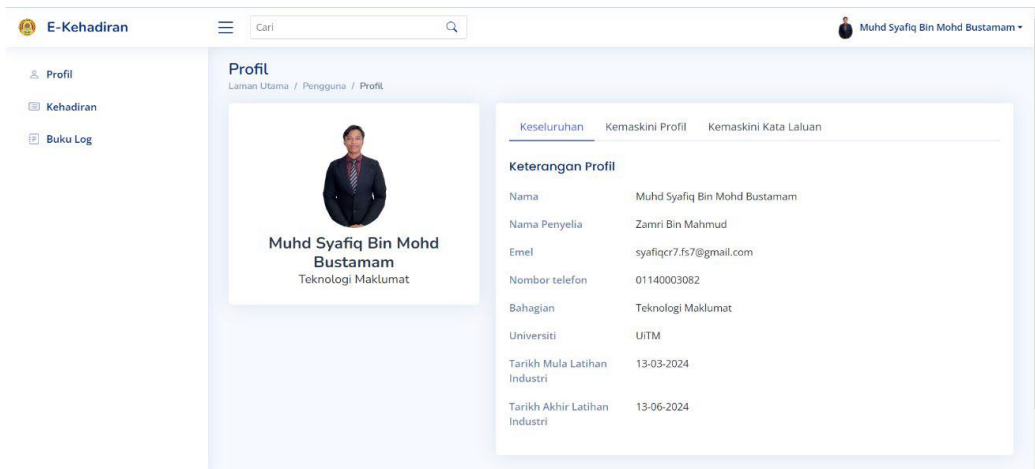 E-Kehadiran
Cari
Muhd Syafiq Bin Mohd Bustamam
Profil
Kehadiran
Buku Log
Profil
Laman Utama / Pengguna / Profil
Muhd Syafiq Bin Mohd
Bustamam
Teknologi Maklumat
Keseluruhan Kemaskini Profil Kemaskini Kata Laluan
Keterangan Profil
Nama Muhd Syafiq Bin Mohd Bustamam
Nama Penyelia Zamri Bin Mahmud
Emel syafiqcr7.fs7@gmail.com
Nombor telefon 01140003082
Bahagian Teknologi Maklumat
Universiti UiTM
Tarikh Mula Latihan 13-03-2024
Industri
Tarikh Akhir Latihan 13-06-2024
Industri